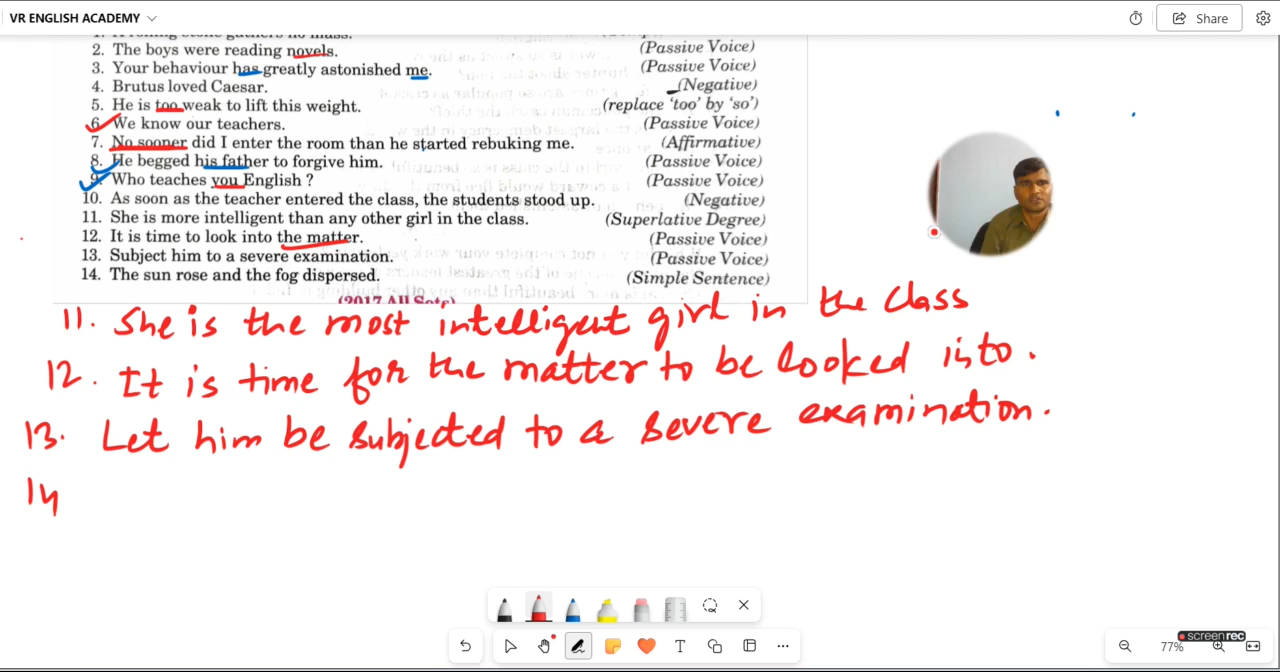 VR ENGLISH ACADEMY
Share
2. The boys were reading novels. (Passive Voice)
3. Your behaviour has greatly astonished me. (Passive Voice)
4. Brutus loved Caesar. (Negative)
5. He is too weak to lift this weight. (replace 'too' by 'so')
6. We know our teachers. (Passive Voice)
7. No sooner did I enter the room than he started rebuking me. (Affirmative)
8. He begged his father to forgive him. (Passive Voice)
9. Who teaches you English ? (Passive Voice)
10. As soon as the teacher entered the class, the students stood up. (Negative)
11. She is more intelligent than any other girl in the class. (Superlative Degree)
12. It is time to look into the matter. (Passive Voice)
13. Subject him to a severe examination. (Passive Voice)
14. The sun rose and the fog dispersed. (Simple Sentence)
(2017 All Sets)
11. She is the most intelligent girl in the class
12. It is time for the matter to be looked into.
13. Let him be subjected to a severe examination.
14
77%
screenrec